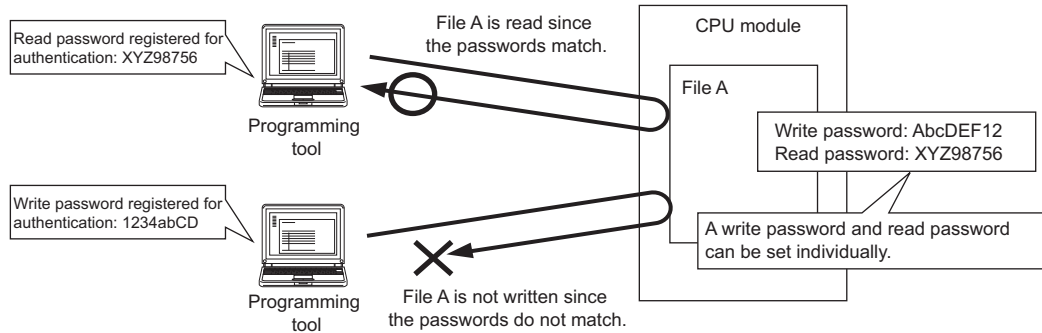 Read password registered for
authentication: XYZ98756
Programming
tool
File A is read since
the passwords match.
CPU module
File A
Write password: AbcDEF12
Read password: XYZ98756
A write password and read password
can be set individually.
Write password registered for
authentication: 1234abCD
Programming
tool
File A is not written since
the passwords do not match.